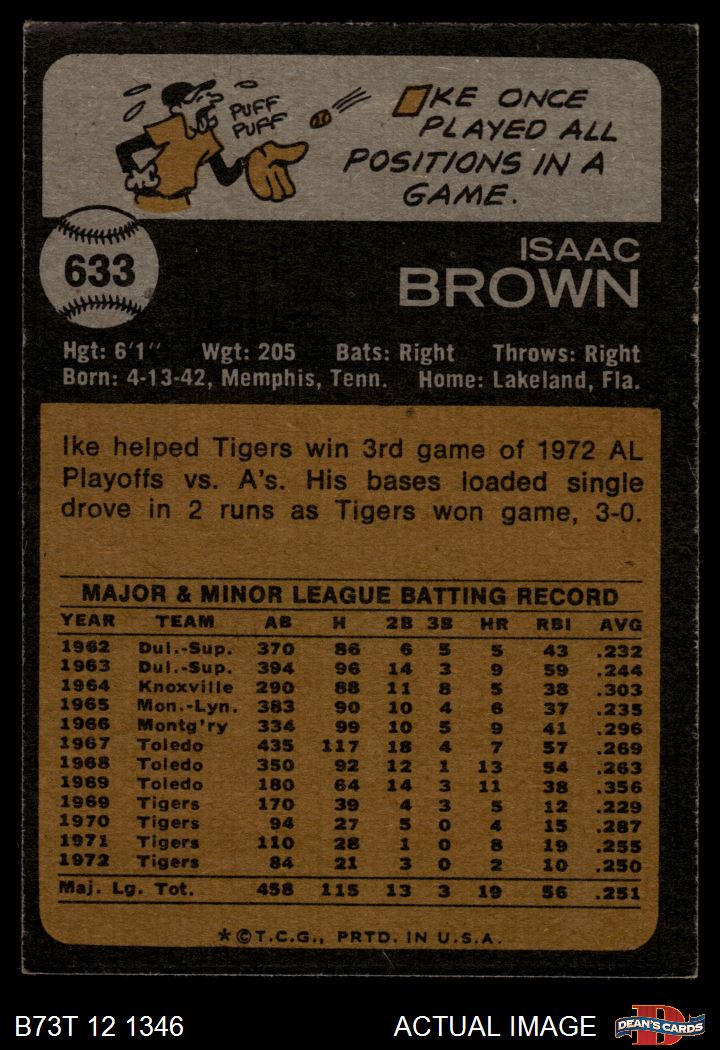 PUFF
PUFF
IKE ONCE
PLAYED ALL
POSITIONS IN A
GAME.
633
ISAAC
BROWN
Hgt: 6'1" Wgt: 205 Bats: Right Throws: Right
Born: 4-13-42, Memphis, Tenn. Home: Lakeland, Fla.
Ike helped Tigers win 3rd game of 1972 AL
Playoffs vs. A's. His bases loaded single
drove in 2 runs as Tigers won game, 3-0.
MAJOR & MINOR LEAGUE BATTING RECORD
YEAR TEAM AB H 2B 3B HR RBI AVG
1962 Dul.-Sup. 370 86 6 5 5 43 .232
1963 Dul.-Sup. 394 96 14 3 9 59 .244
1964 Knoxville 290 88 11 8 5 38 .303
1965 Mon.-Lyn. 383 90 10 4 6 37 .235
1966 Montg'ry 334 99 10 5 9 41 .296
1967 Toledo 435 117 18 4 7 57 .269
1968 Toledo 350 92 12 1 13 54 .263
1969 Toledo 180 64 14 3 11 38 .356
1969 Tigers 170 39 4 3 5 12 .229
1970 Tigers 94 27 5 0 4 15 .287
1971 Tigers 110 28 1 0 8 19 .255
1972 Tigers 84 21 3 0 2 10 .250
Maj. Lg. Tot. 458 115 13 3 19 56 .251
*©T.C.G., PRTD. IN U.S.A.
B73T 12 1346 ACTUAL IMAGE
D
DEAN'S CARDS